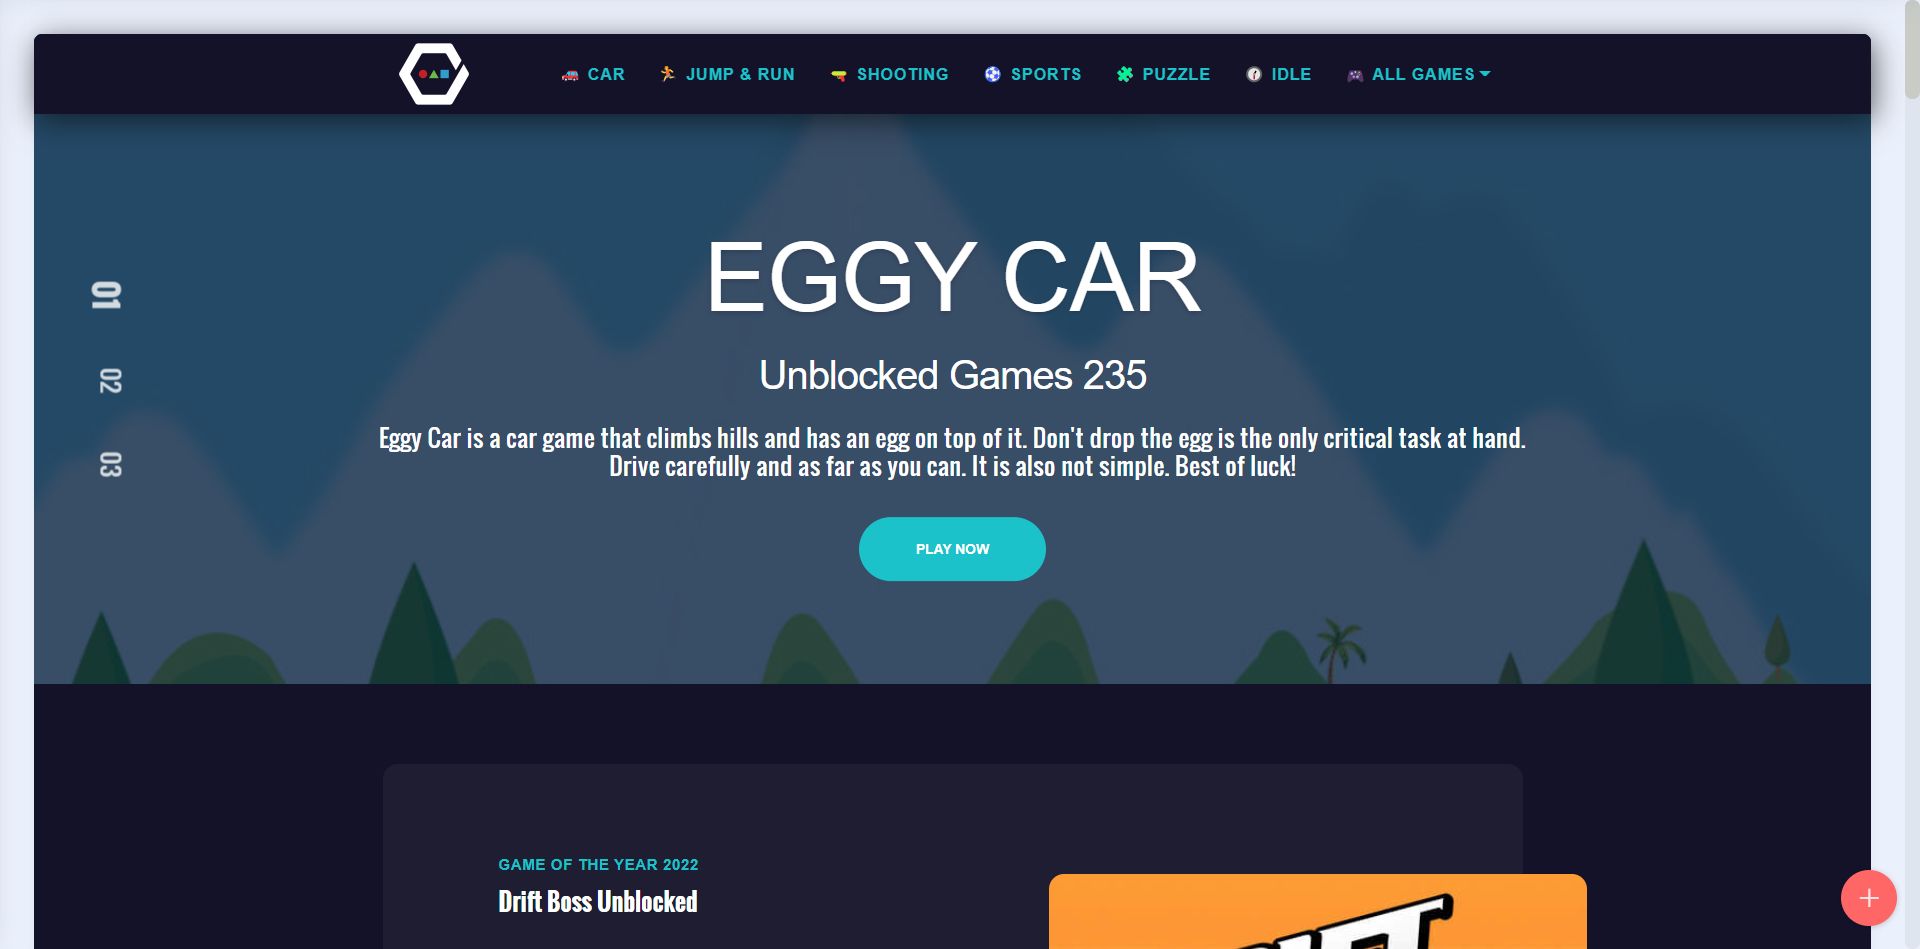 CAR
JUMP & RUN
SHOOTING
SPORTS
PUZZLE
IDLE
ALL GAMES
EGGY CAR
01
Unblocked Games 235
02
Eggy Car is a car game that climbs hills and has an egg on top of it. Don't drop the egg is the only critical task at hand.
Drive carefully and as far as you can. It is also not simple. Best of luck!
03
PLAY NOW
GAME OF THE YEAR 2022
Drift Boss Unblocked